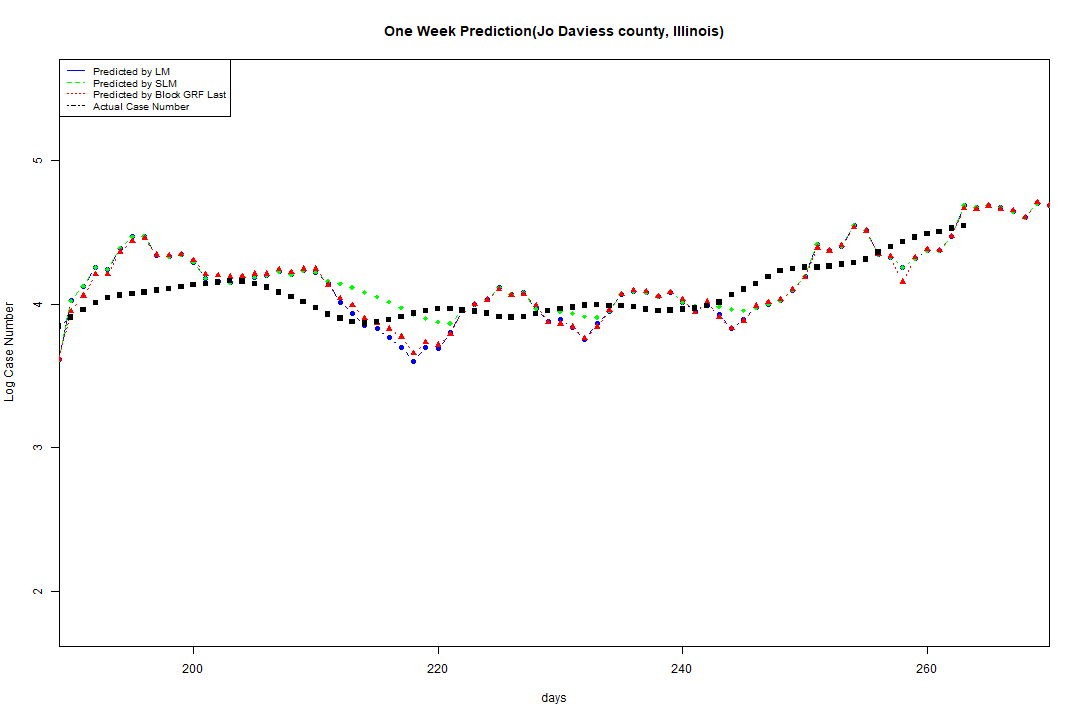 One Week Prediction(Jo Daviess county, Illinois)
Predicted by LM
Predicted by SLM
Predicted by Block GRF Last
Actual Case Number
5
4
3
2
Log Case Number
200 220 240 260
days